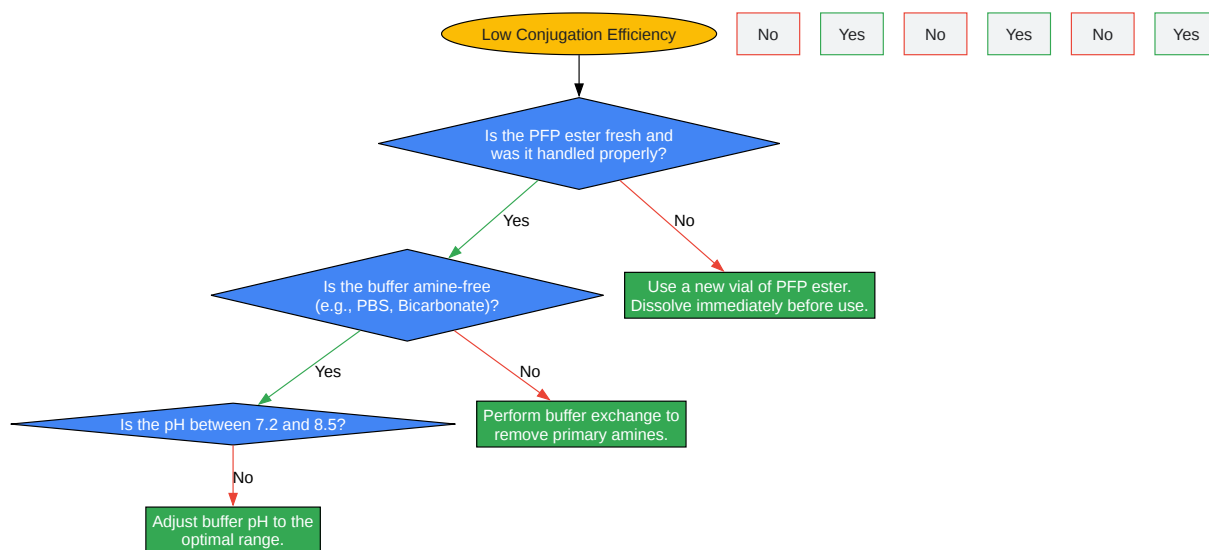 Low Conjugation Efficiency
No
Yes
No
Yes
No
Yes
Is the PFP ester fresh and
was it handled properly?
Yes
No
Is the buffer amine-free
(e.g., PBS, Bicarbonate)?
Use a new vial of PFP ester.
Dissolve immediately before use.
Yes
No
Is the pH between 7.2 and 8.5?
Perform buffer exchange to
remove primary amines.
No
Adjust buffer pH to the
optimal range.